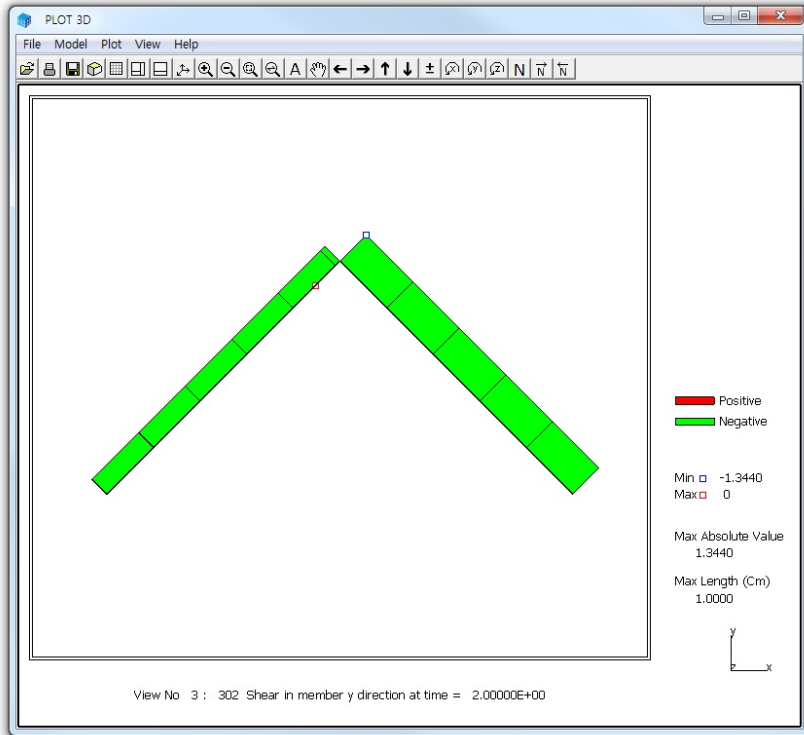 PLOT 3D
File Model Plot View Help
A X Y Z N N N
Positive
Negative
Min -1.3440
Max 0
Max Absolute Value
1.3440
Max Length (Cm)
1.0000
y
z x
View No 3 : 302 Shear in member y direction at time = 2.00000E+00